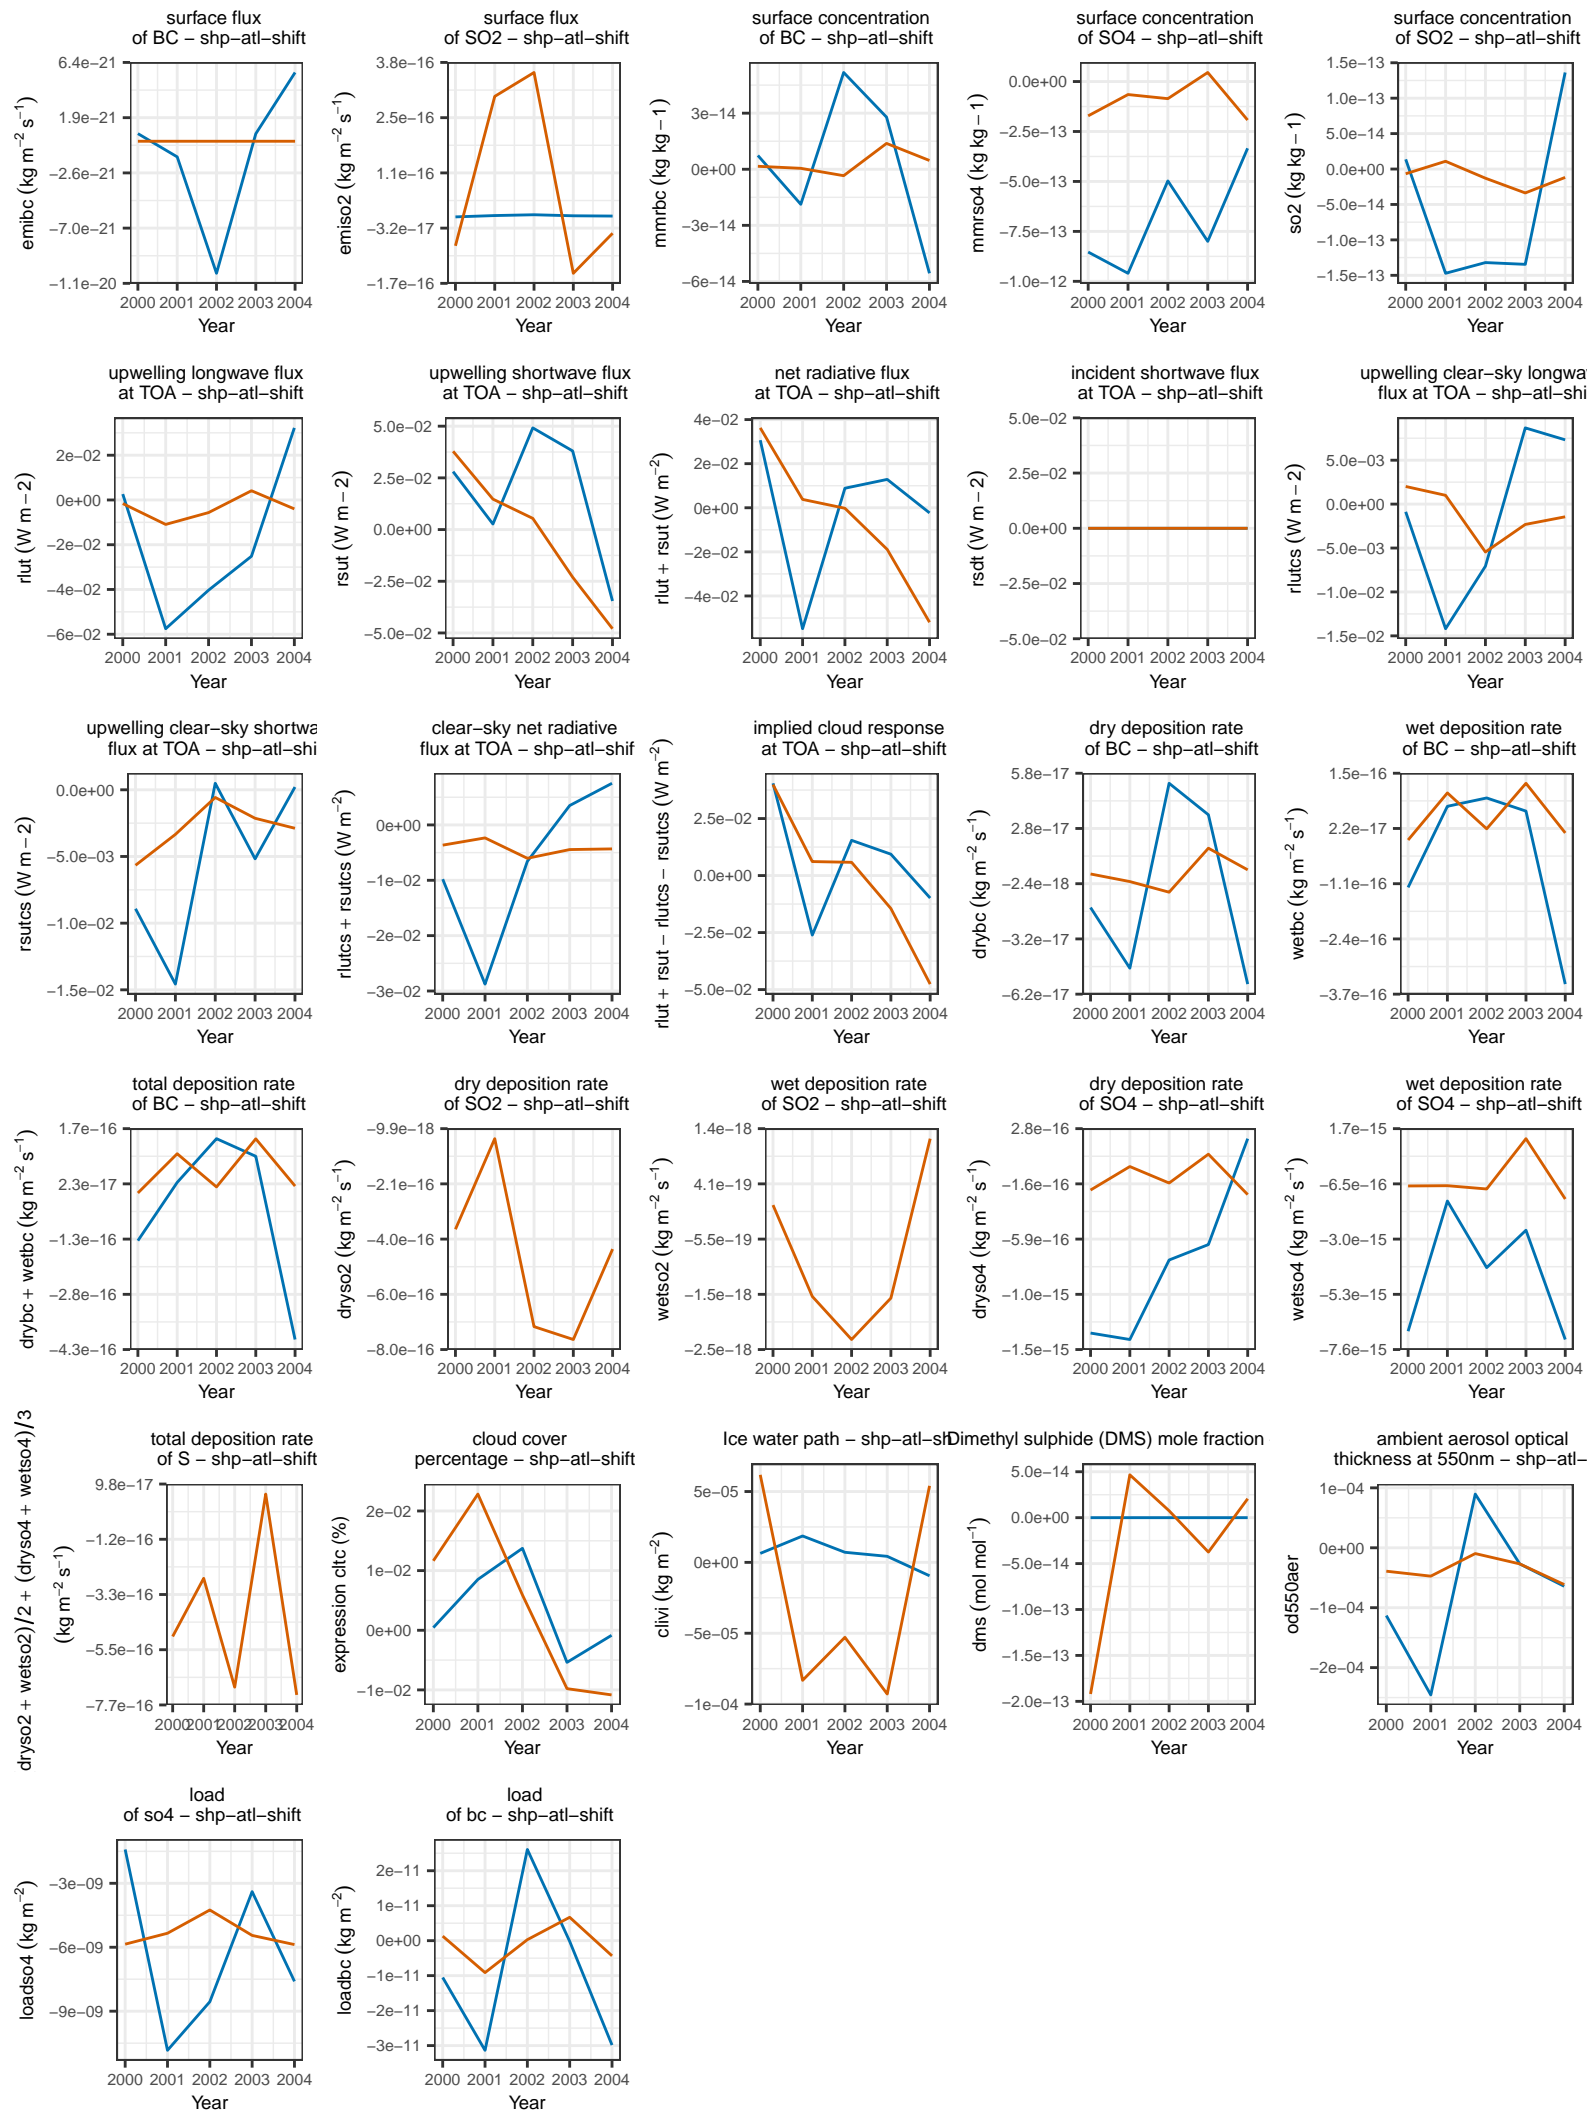 surface flux
of BC − shp−atl−shift
emibc (kg m−2 s−1)
6.4e−21
1.9e−21
−2.6e−21
−7.0e−21
−1.1e−20
2000 2001 2002 2003 2004
Year
surface flux
of SO2 − shp−atl−shift
emiso2 (kg m−2 s−1)
3.8e−16
2.5e−16
1.1e−16
−3.2e−17
−1.7e−16
2000 2001 2002 2003 2004
Year
surface concentration
of BC − shp−atl−shift
mmrbc (kg kg − 1)
3e−14
0e+00
−3e−14
−6e−14
2000 2001 2002 2003 2004
Year
surface concentration
of SO4 − shp−atl−shift
mmrso4 (kg kg − 1)
0.0e+00
−2.5e−13
−5.0e−13
−7.5e−13
−1.0e−12
2000 2001 2002 2003 2004
Year
surface concentration
of SO2 − shp−atl−shift
so2 (kg kg − 1)
1.5e−13
1.0e−13
5.0e−14
0.0e+00
−5.0e−14
−1.0e−13
−1.5e−13
2000 2001 2002 2003 2004
Year
upwelling longwave flux
at TOA − shp−atl−shift
rlut (W m − 2)
2e−02
0e+00
−2e−02
−4e−02
−6e−02
2000 2001 2002 2003 2004
Year
upwelling shortwave flux
at TOA − shp−atl−shift
rsut (W m − 2)
5.0e−02
2.5e−02
0.0e+00
−2.5e−02
−5.0e−02
2000 2001 2002 2003 2004
Year
net radiative flux
at TOA − shp−atl−shift
rlut + rsut (W m−2)
4e−02
2e−02
0e+00
−2e−02
−4e−02
2000 2001 2002 2003 2004
Year
incident shortwave flux
at TOA − shp−atl−shift
rsdt (W m − 2)
5.0e−02
2.5e−02
0.0e+00
−2.5e−02
−5.0e−02
2000 2001 2002 2003 2004
Year
upwelling clear−sky longwa
flux at TOA − shp−atl−shi
rlutcs (W m − 2)
5.0e−03
0.0e+00
−5.0e−03
−1.0e−02
−1.5e−02
2000 2001 2002 2003 2004
Year
upwelling clear−sky shortwa
flux at TOA − shp−atl−shi
rsutcs (W m − 2)
0.0e+00
−5.0e−03
−1.0e−02
−1.5e−02
2000 2001 2002 2003 2004
Year
clear−sky net radiative
flux at TOA − shp−atl−shif
rlutcs + rsutcs (W m−2)
0e+00
−1e−02
−2e−02
−3e−02
2000 2001 2002 2003 2004
Year
implied cloud response
at TOA − shp−atl−shift
rlut + rsut − rlutcs − rsutcs (W m−2)
2.5e−02
0.0e+00
−2.5e−02
−5.0e−02
2000 2001 2002 2003 2004
Year
dry deposition rate
of BC − shp−atl−shift
drybc (kg m−2 s−1)
5.8e−17
2.8e−17
−2.4e−18
−3.2e−17
−6.2e−17
2000 2001 2002 2003 2004
Year
wet deposition rate
of BC − shp−atl−shift
wetbc (kg m−2 s−1)
1.5e−16
2.2e−17
−1.1e−16
−2.4e−16
−3.7e−16
2000 2001 2002 2003 2004
Year
total deposition rate
of BC − shp−atl−shift
drybc + wetbc (kg m−2 s−1)
1.7e−16
2.3e−17
−1.3e−16
−2.8e−16
−4.3e−16
2000 2001 2002 2003 2004
Year
dry deposition rate
of SO2 − shp−atl−shift
dryso2 (kg m−2 s−1)
−9.9e−18
−2.1e−16
−4.0e−16
−6.0e−16
−8.0e−16
2000 2001 2002 2003 2004
Year
wet deposition rate
of SO2 − shp−atl−shift
wetso2 (kg m−2 s−1)
1.4e−18
4.1e−19
−5.5e−19
−1.5e−18
−2.5e−18
2000 2001 2002 2003 2004
Year
dry deposition rate
of SO4 − shp−atl−shift
dryso4 (kg m−2 s−1)
2.8e−16
−1.6e−16
−5.9e−16
−1.0e−15
−1.5e−15
2000 2001 2002 2003 2004
Year
wet deposition rate
of SO4 − shp−atl−shift
wetso4 (kg m−2 s−1)
1.7e−15
−6.5e−16
−3.0e−15
−5.3e−15
−7.6e−15
2000 2001 2002 2003 2004
Year
total deposition rate
of S − shp−atl−shift
dryso2 + wetso2)/2 + (dryso4 + wetso4)/3
(kg m−2 s−1)
9.8e−17
−1.2e−16
−3.3e−16
−5.5e−16
−7.7e−16
2000 2001 2002 2003 2004
Year
cloud cover
percentage − shp−atl−shift
expression cltc (%)
2e−02
1e−02
0e+00
−1e−02
2000 2001 2002 2003 2004
Year
Ice water path − shp−atl−sh
clivi (kg m−2)
5e−05
0e+00
−5e−05
−1e−04
2000 2001 2002 2003 2004
Year
Dimethyl sulphide (DMS) mole fraction
dms (mol mol−1)
5.0e−14
0.0e+00
−5.0e−14
−1.0e−13
−1.5e−13
−2.0e−13
2000 2001 2002 2003 2004
Year
ambient aerosol optical
thickness at 550nm − shp−atl−
od550aer
1e−04
0e+00
−1e−04
−2e−04
2000 2001 2002 2003 2004
Year
load
of so4 − shp−atl−shift
loadso4 (kg m−2)
−3e−09
−6e−09
−9e−09
2000 2001 2002 2003 2004
Year
load
of bc − shp−atl−shift
loadbc (kg m−2)
2e−11
1e−11
0e+00
−1e−11
−2e−11
−3e−11
2000 2001 2002 2003 2004
Year